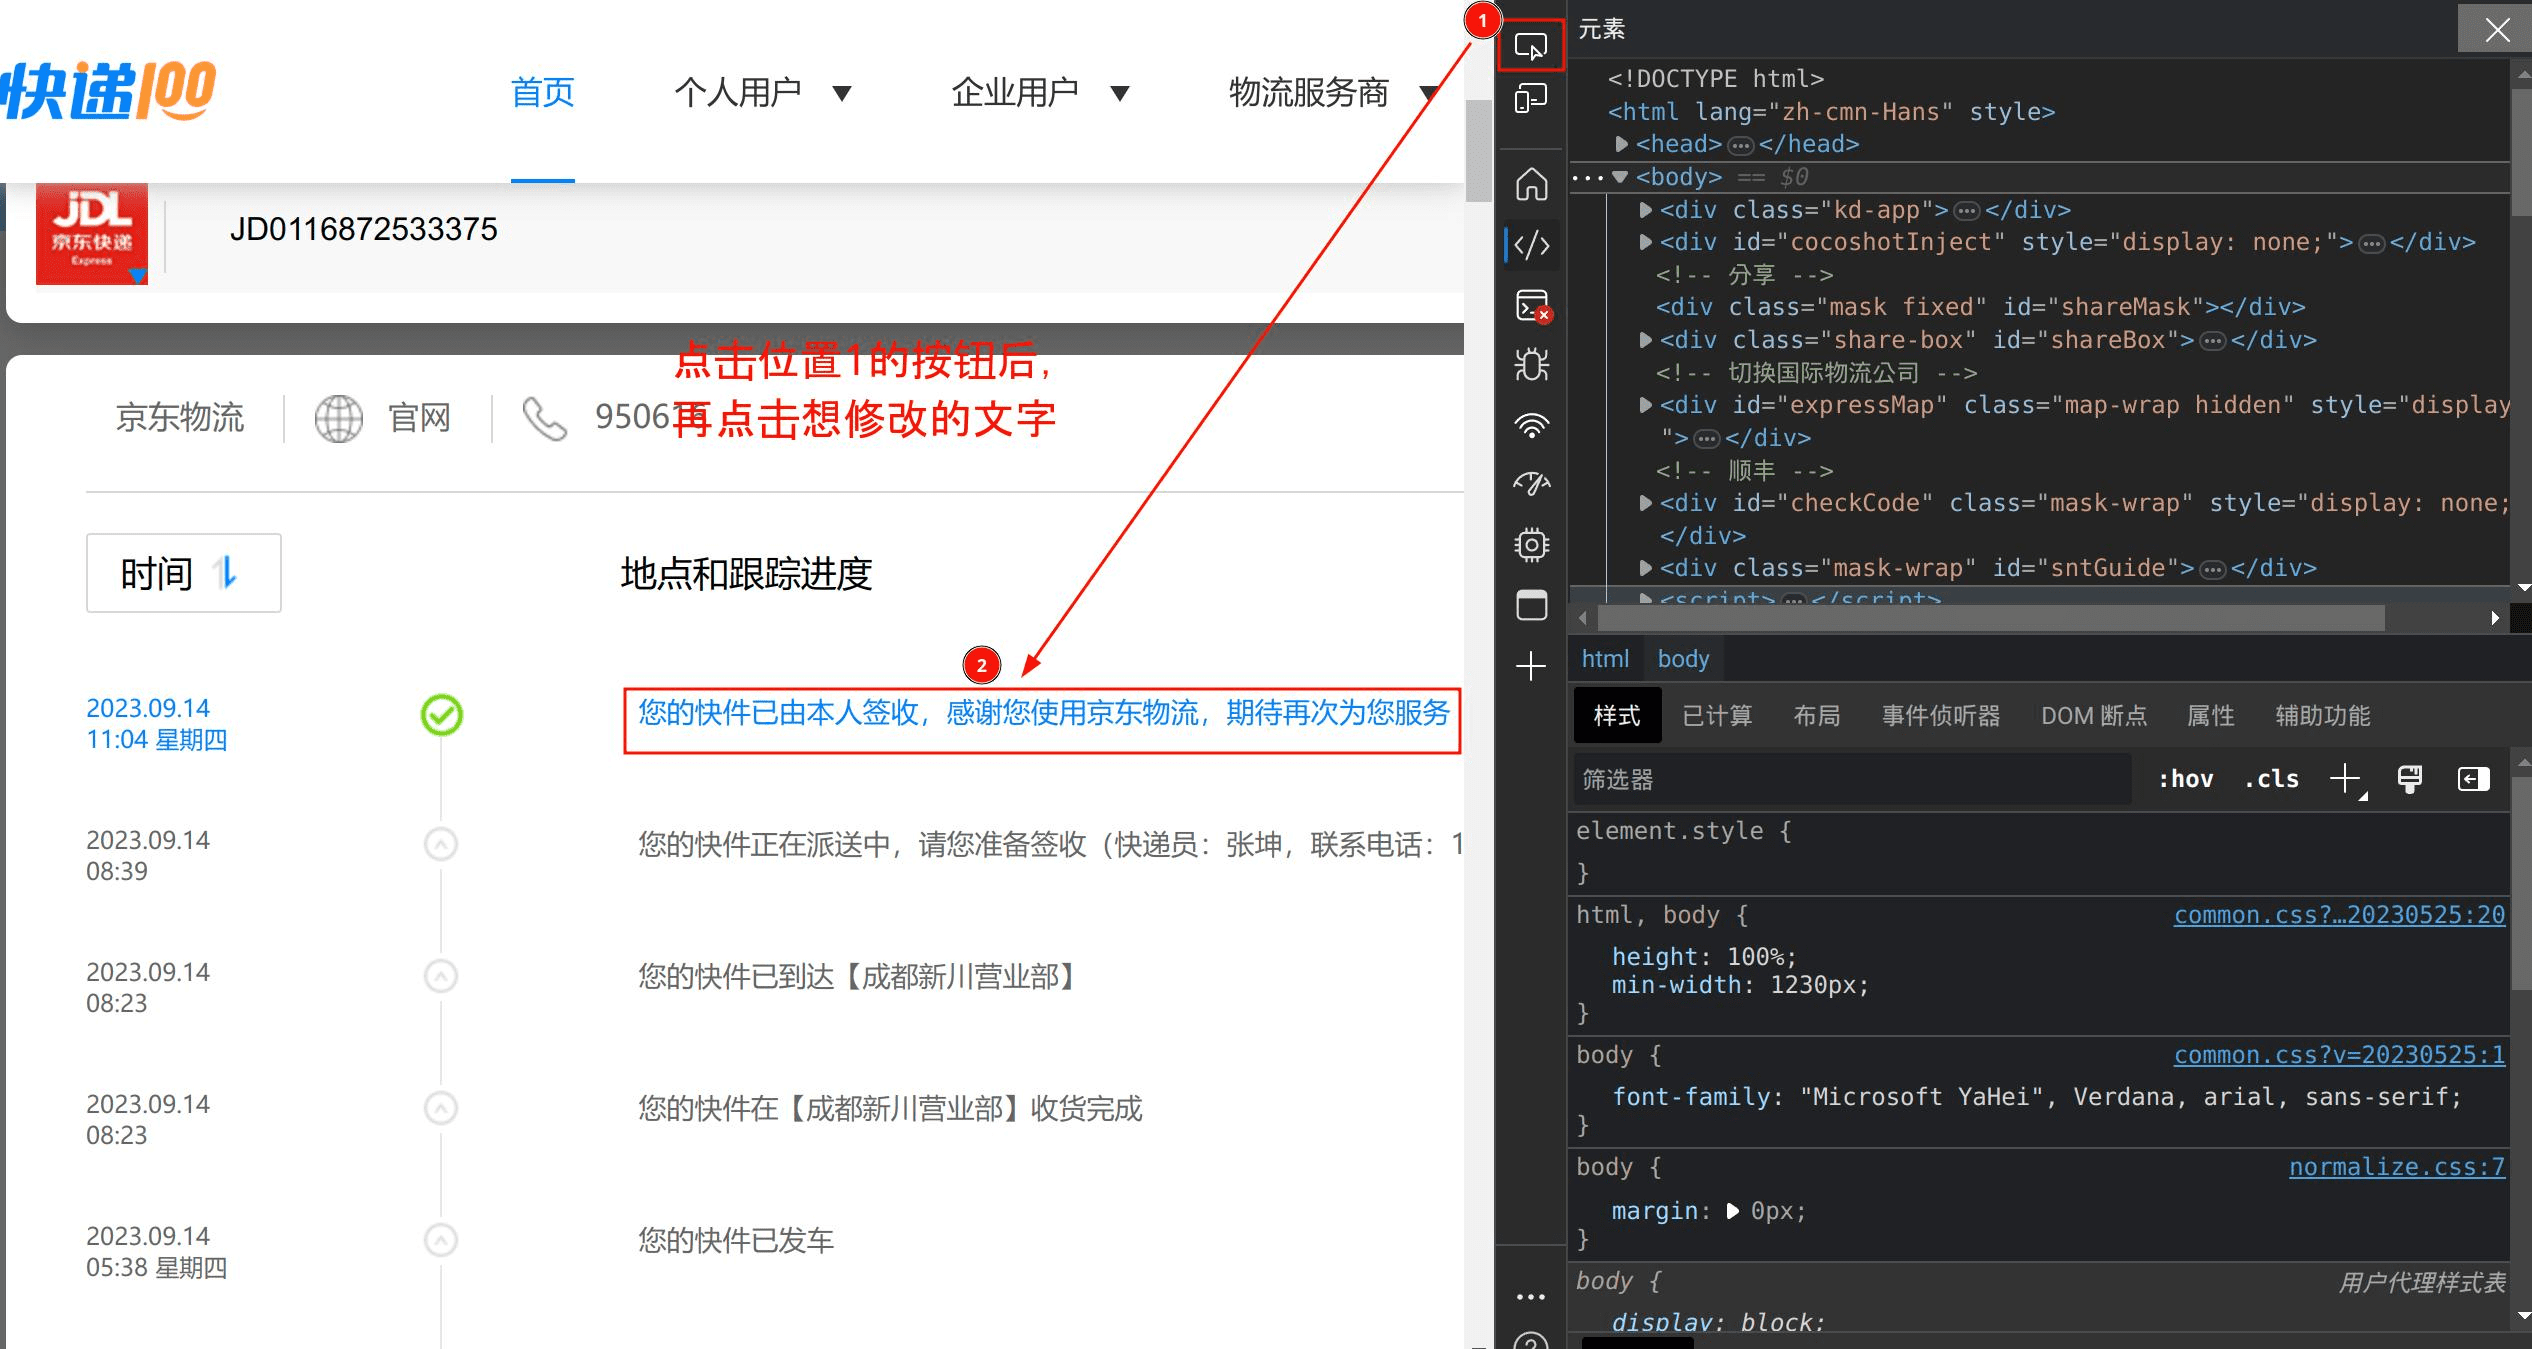 快递100
首页
个人用户 ▼
企业用户 ▼
物流服务商 ▼
JDL
京东快递
Express
JD0116872533375
1
点击位置1的按钮后，
再点击想修改的文字
京东物流
官网
9506
时间
地点和跟踪进度
2
2023.09.14
11:04 星期四
您的快件已由本人签收，感谢您使用京东物流，期待再次为您服务
2023.09.14
08:39
您的快件正在派送中，请您准备签收（快递员：张坤，联系电话：1
2023.09.14
08:23
您的快件已到达【成都新川营业部】
2023.09.14
08:23
您的快件在【成都新川营业部】收货完成
2023.09.14
05:38 星期四
您的快件已发车
元素
<!DOCTYPE html>
<html lang="zh-cmn-Hans" style>
<head>…</head>
<body> == $0
<div class="kd-app">…</div>
<div id="cocoshotInject" style="display: none;">…</div>
<!-- 分享 -->
<div class="mask fixed" id="shareMask"></div>
<div class="share-box" id="shareBox">…</div>
<!-- 切换国际物流公司 -->
<div id="expressMap" class="map-wrap hidden" style="display
">…</div>
<!-- 顺丰 -->
<div id="checkCode" class="mask-wrap" style="display: none;
</div>
<div class="mask-wrap" id="sntGuide">…</div>
<script>…</script>
html body
样式 已计算 布局 事件侦听器 DOM 断点 属性 辅助功能
筛选器 :hov .cls
element.style {
}
html, body { common.css?…20230525:20
height: 100%;
min-width: 1230px;
}
body { common.css?v=20230525:1
font-family: "Microsoft YaHei", Verdana, arial, sans-serif;
}
body { normalize.css:7
margin: 0px;
}
body { 用户代理样式表
display: block;